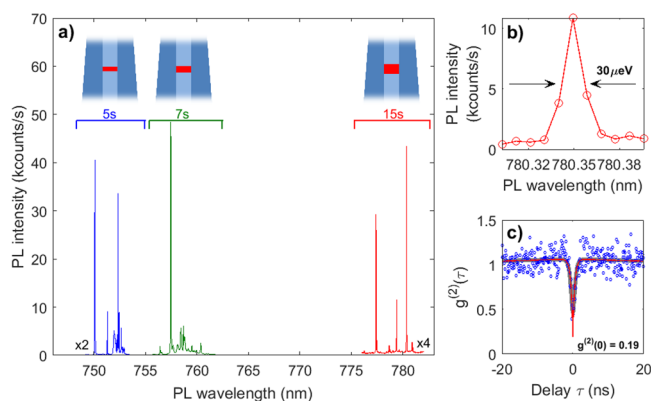 a)
5s
7s
15s
x2
x4
PL intensity (kcounts/s)
70
60
50
40
30
20
10
0
750
755
760
765
770
775
780
PL wavelength (nm)
b)
30μeV
PL intensity
(kcounts/s)
10
5
0
780.32
780.35
780.38
PL wavelength (nm)
c)
g(2)(τ)
1.5
1
0.5
0
g(2)(0) = 0.19
-20
-10
0
10
20
Delay τ (ns)